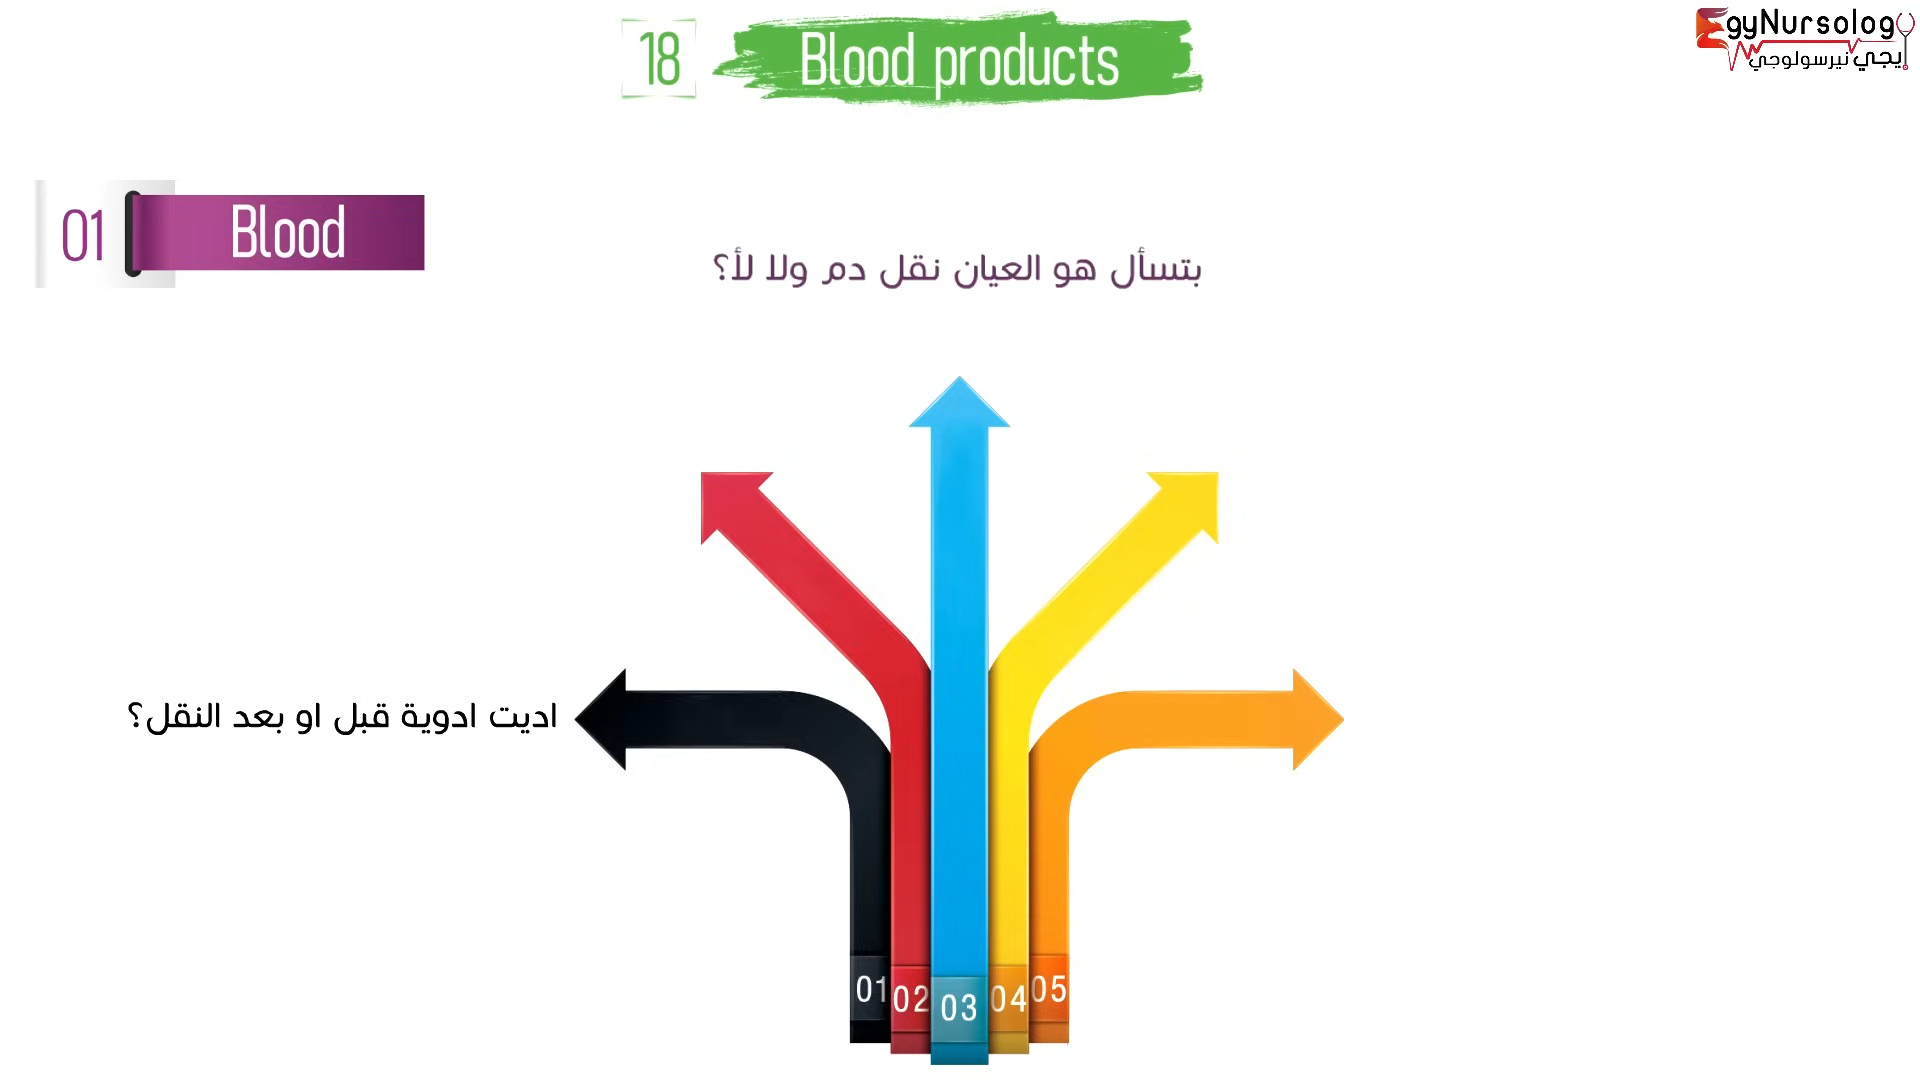 18 Blood products
EgyNursology
إيجي نيرسولوجي
01 Blood
بتسأل هو العيان نقل دم ولا لأ؟
اديت ادوية قبل او بعد النقل؟
01 02 03 04 05